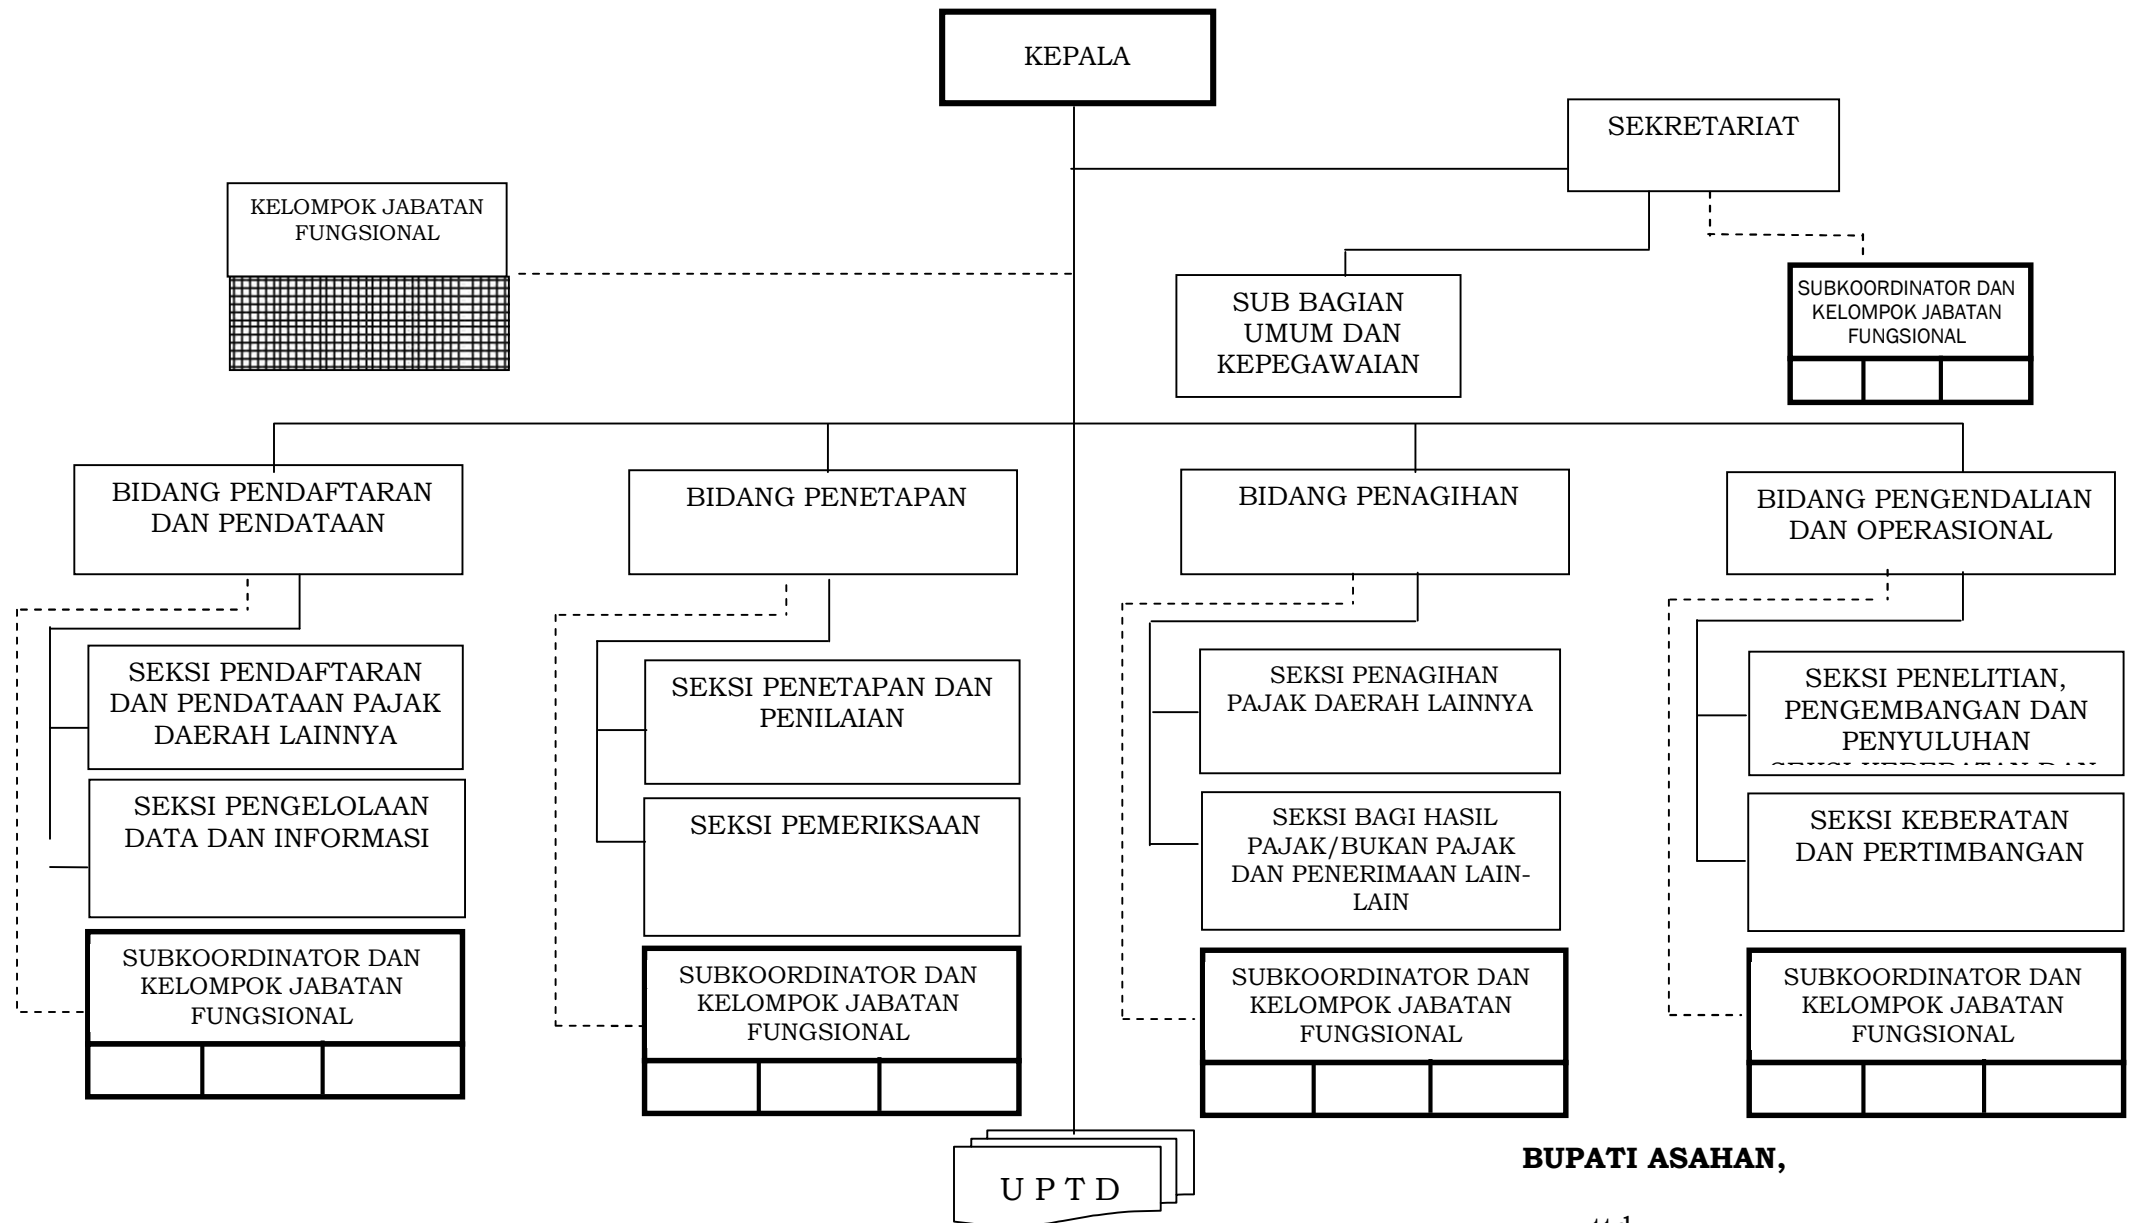 KEPALA
SEKRETARIAT
KELOMPOK JABATAN
FUNGSIONAL
SUB BAGIAN
UMUM DAN
KEPEGAWAIAN
SUBKOORDINATOR DAN
KELOMPOK JABATAN
FUNGSIONAL
BIDANG PENDAFTARAN
DAN PENDATAAN
BIDANG PENETAPAN
BIDANG PENAGIHAN
BIDANG PENGENDALIAN
DAN OPERASIONAL
SEKSI PENDAFTARAN
DAN PENDATAAN PAJAK
DAERAH LAINNYA
SEKSI PENETAPAN DAN
PENILAIAN
SEKSI PENAGIHAN
PAJAK DAERAH LAINNYA
SEKSI PENELITIAN,
PENGEMBANGAN DAN
PENYULUHAN
SEKSI KEBERATAN DAN
SEKSI PENGELOLAAN
DATA DAN INFORMASI
SEKSI PEMERIKSAAN
SEKSI BAGI HASIL
PAJAK/BUKAN PAJAK
DAN PENERIMAAN LAIN-
LAIN
SEKSI KEBERATAN
DAN PERTIMBANGAN
SUBKOORDINATOR DAN
KELOMPOK JABATAN
FUNGSIONAL
SUBKOORDINATOR DAN
KELOMPOK JABATAN
FUNGSIONAL
SUBKOORDINATOR DAN
KELOMPOK JABATAN
FUNGSIONAL
SUBKOORDINATOR DAN
KELOMPOK JABATAN
FUNGSIONAL
U P T D
BUPATI ASAHAN,